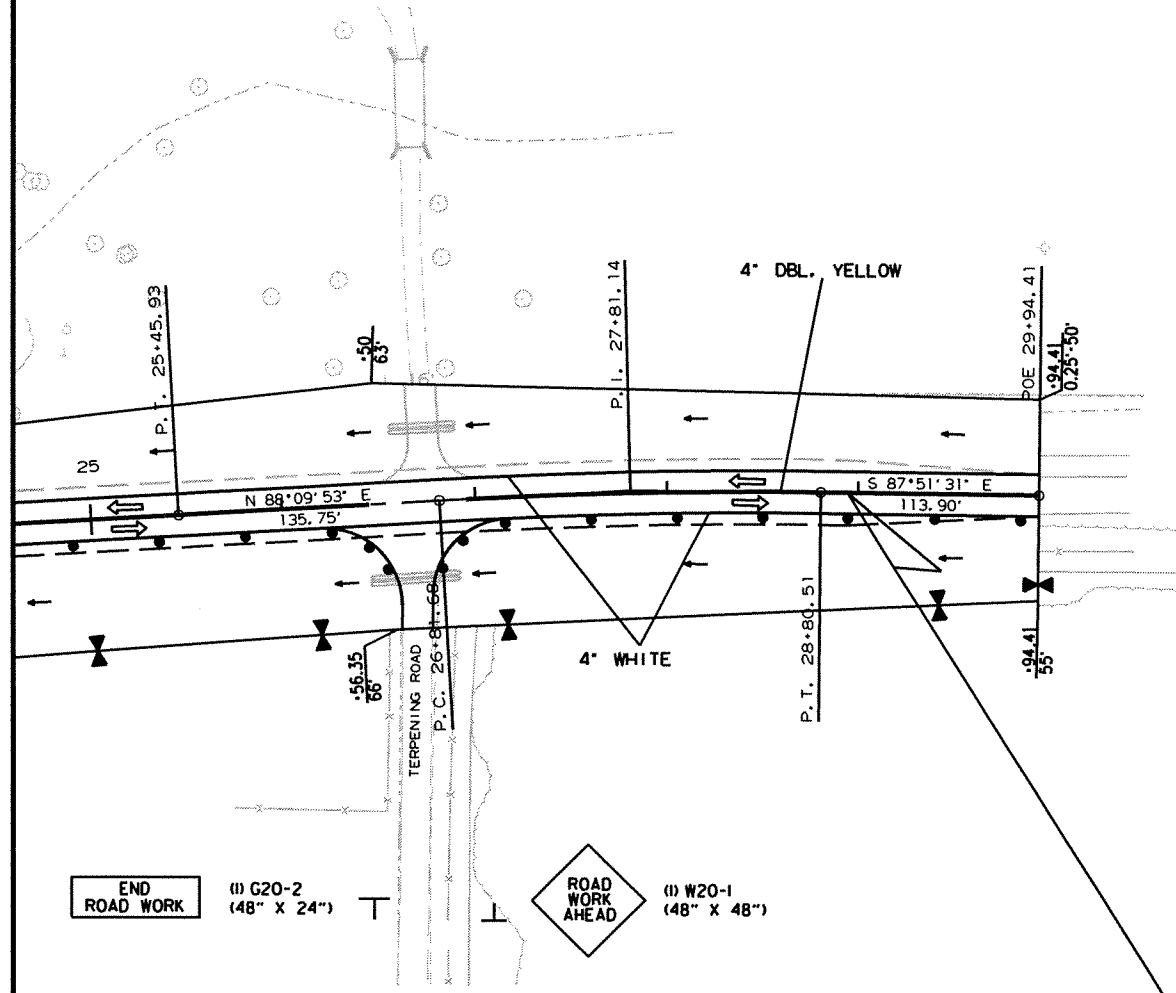 4" DBL. YELLOW
P.T. 25+45.93
+50
63'
P.I. 27+81.14
POE 29+94.41
+94.41
0.25'-50'
16'
25
N 88°09'53" E
135.75'
S 87°51'31" E
113.90'
4" WHITE
+56.35
66'
TERPENING ROAD
P.C. 26+81.68
P.T. 28+80.51
+94.41
55'
END
ROAD WORK
(1) G20-2
(48" X 24")
ROAD
WORK
AHEAD
(1) W20-1
(48" X 48")